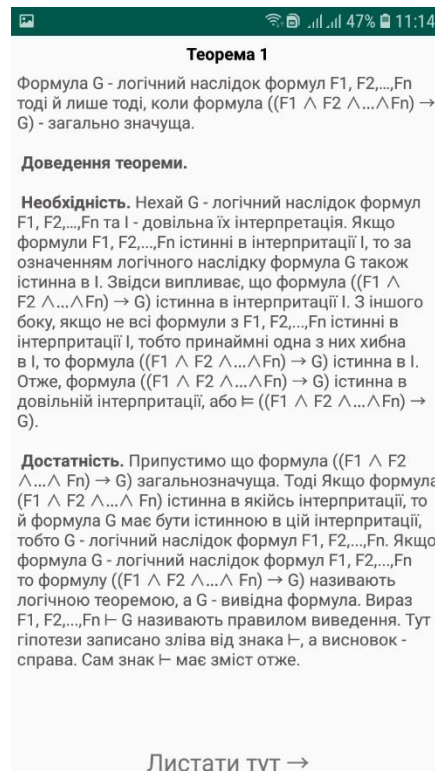 47% 11:14
Теорема 1
Формула G - логічний наслідок формул F1, F2,...,Fn
тоді й лише тоді, коли формула ((F1 ∧ F2 ∧...∧Fn) →
G) - загально значуща.
Доведення теореми.
Необхідність. Нехай G - логічний наслідок формул
F1, F2,...,Fn та I - довільна їх інтерпретація. Якщо
формули F1, F2,...,Fn істинні в інтерпритації I, то за
означенням логічного наслідку формула G також
істинна в I. Звідси випливає, що формула ((F1 ∧
F2 ∧...∧Fn) → G) істинна в інтерпритації I. З іншого
боку, якщо не всі формули з F1, F2,...,Fn істинні в
інтерпритації I, тобто принаймні одна з них хибна
в I, то формула ((F1 ∧ F2 ∧...∧Fn) → G) істинна в I.
Отже, формула ((F1 ∧ F2 ∧...∧Fn) → G) істинна в
довільній інтерпритації, або ⊨ ((F1 ∧ F2 ∧...∧Fn) →
G).
Достатність. Припустимо що формула ((F1 ∧ F2
∧...∧ Fn) → G) загальнозначуща. Тоді Якщо формула
(F1 ∧ F2 ∧...∧ Fn) істинна в якійсь інтерпритації, то
й формула G має бути істинною в цій інтерпритації,
тобто G - логічний наслідок формул F1, F2,...,Fn. Якщо
формула G - логічний наслідок формул F1, F2,...,Fn
то формулу ((F1 ∧ F2 ∧...∧ Fn) → G) називають
логічною теоремою, а G - вивідна формула. Вираз
F1, F2,...,Fn ⊢ G називають правилом виведення. Тут
гіпотези записано зліва від знака ⊢, а висновок -
справа. Сам знак ⊢ має зміст отже.
Листати тут →